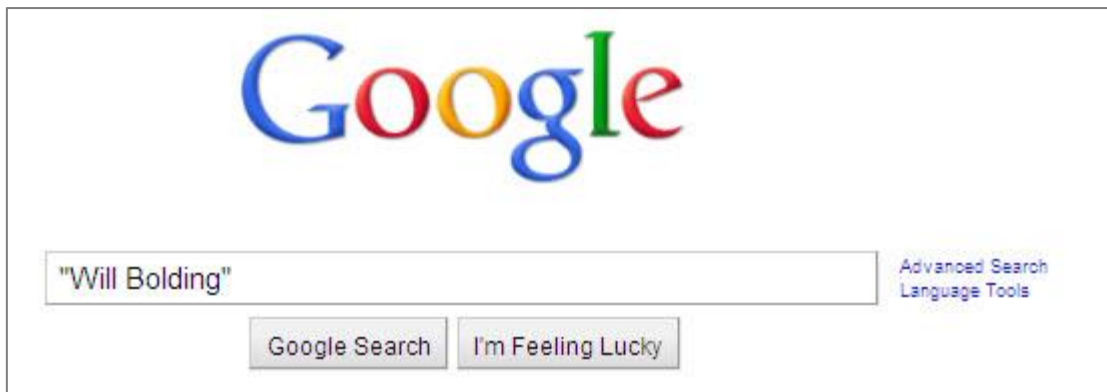 Google
"Will Bolding"
Advanced Search
Language Tools
Google Search
I'm Feeling Lucky